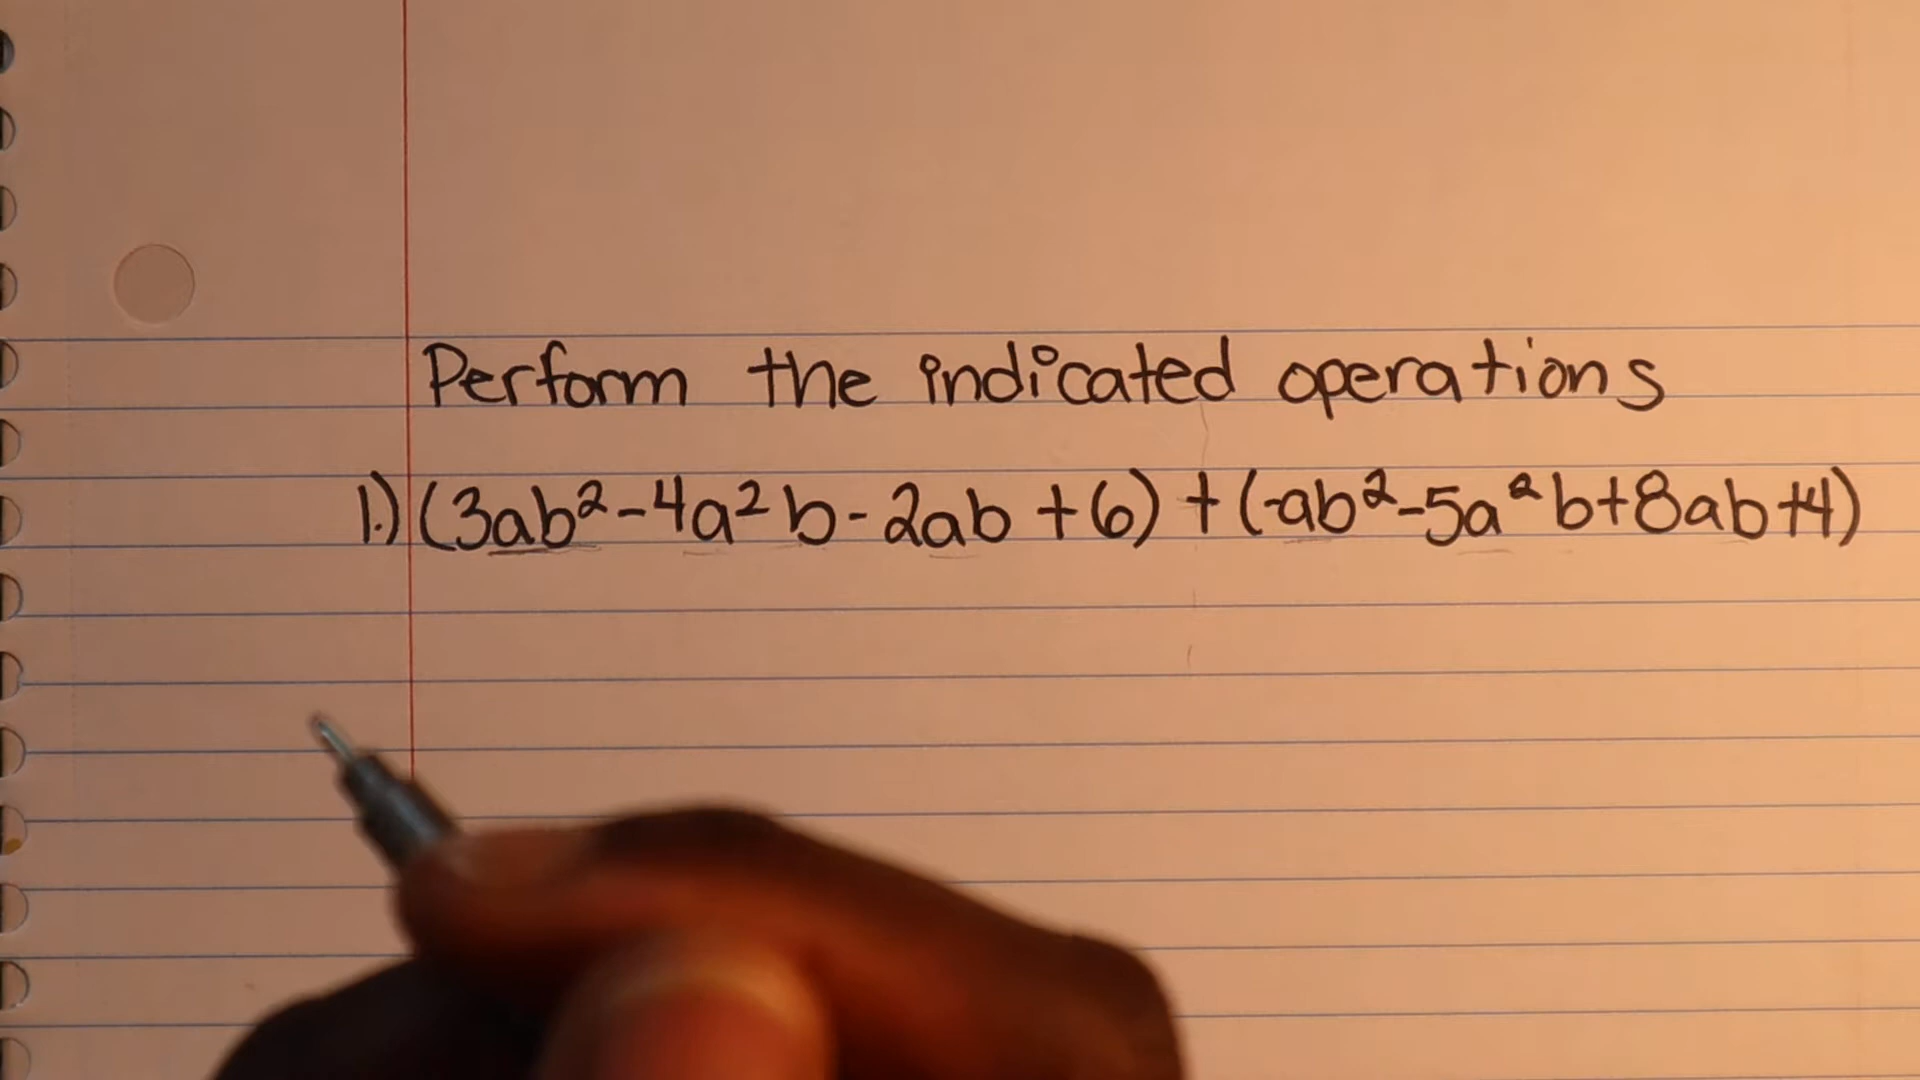 Perform the indicated operations
1.) (3ab²-4a²b-2ab+6) + (-ab²-5a²b+8ab+4)